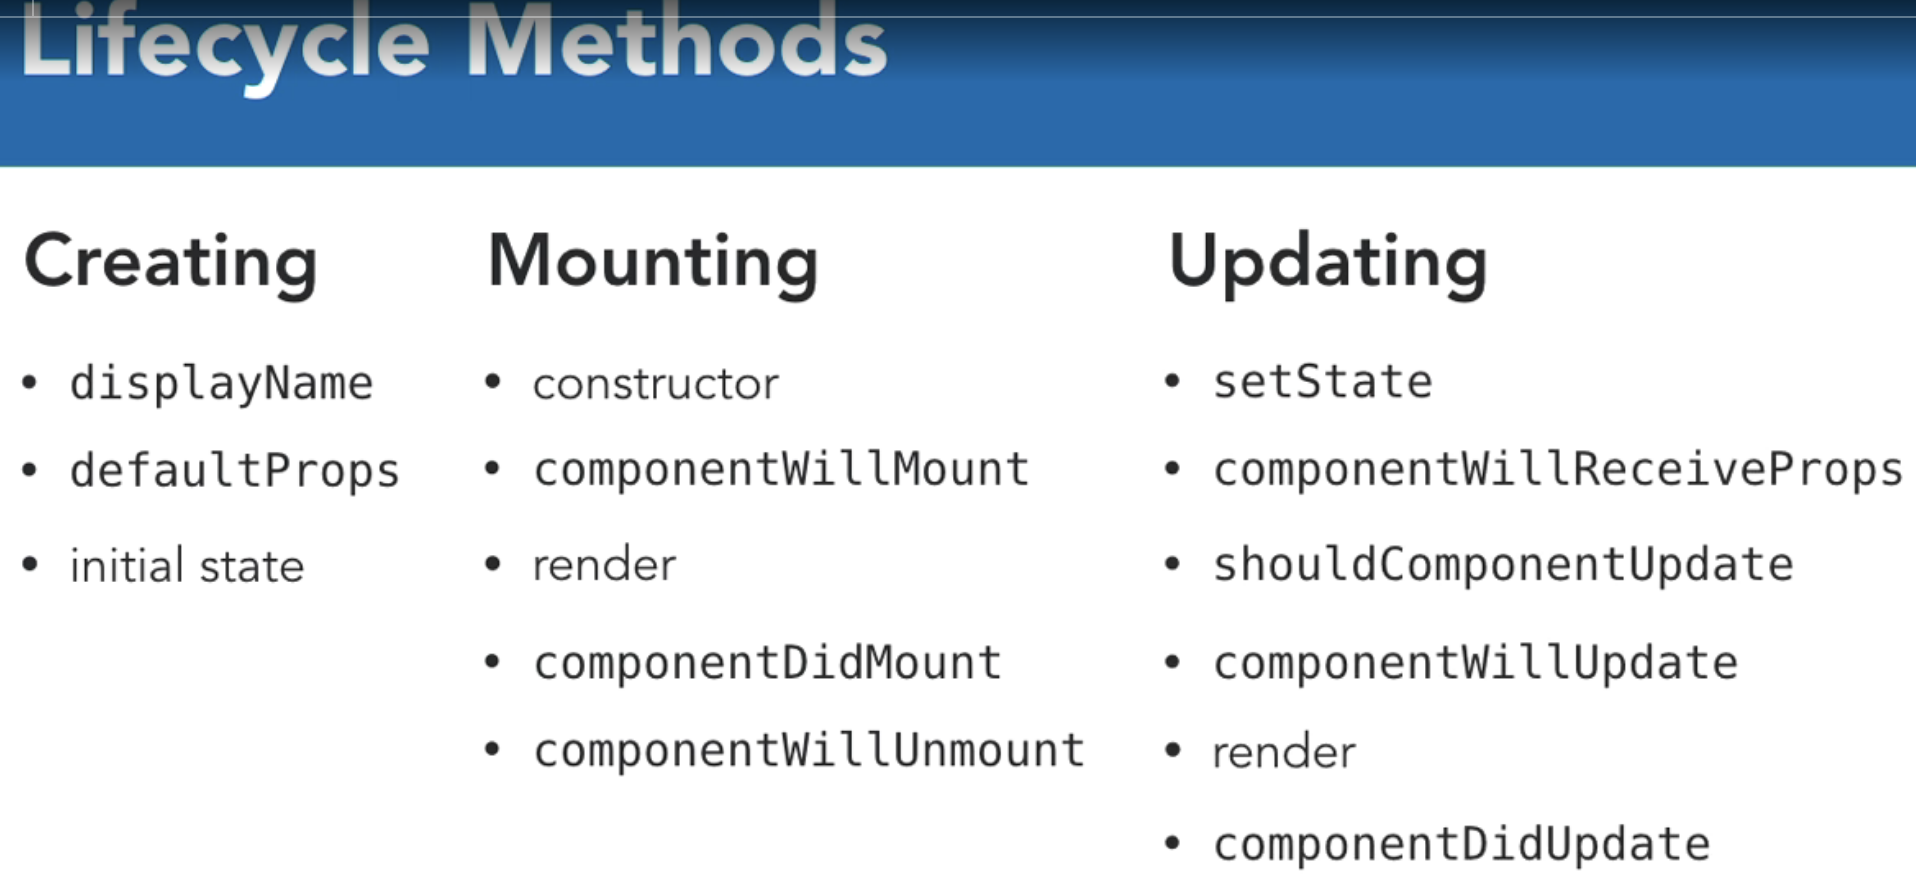 Lifecycle Methods
Creating
• displayName
• defaultProps
• initial state
Mounting
• constructor
• componentWillMount
• render
• componentDidMount
• componentWillUnmount
Updating
• setState
• componentWillReceiveProps
• shouldComponentUpdate
• componentWillUpdate
• render
• componentDidUpdate